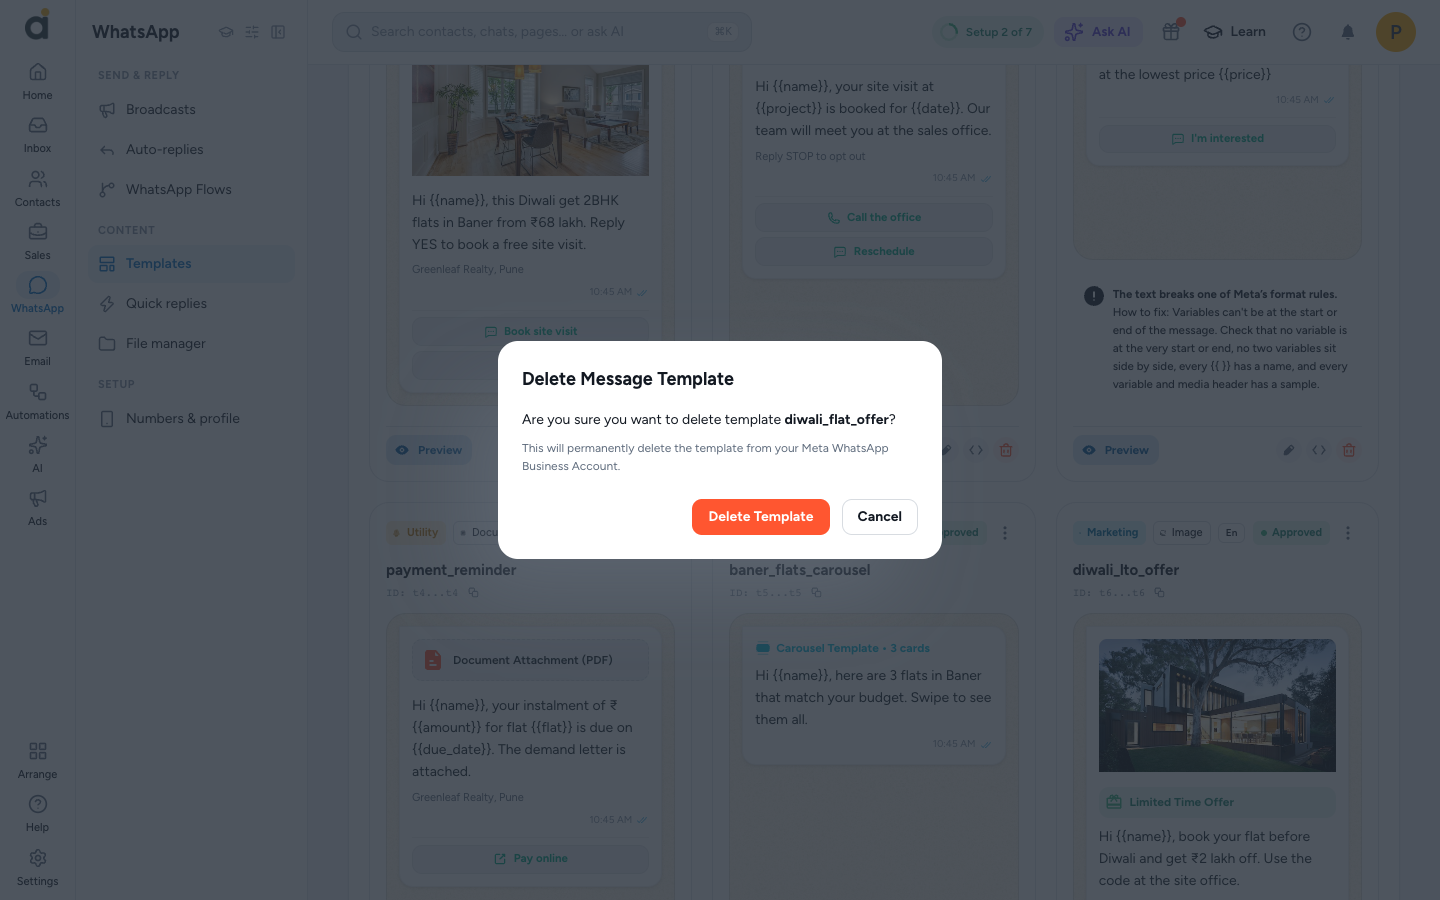 WhatsApp
Search contacts, chats, pages... or ask AI
⌘K
Setup 2 of 7
Ask AI
Learn
P
Home
Inbox
Contacts
Sales
WhatsApp
Email
Automations
AI
Ads
Arrange
Help
Settings
SEND & REPLY
Broadcasts
Auto-replies
WhatsApp Flows
CONTENT
Templates
Quick replies
File manager
SETUP
Numbers & profile
Hi {{name}}, this Diwali get 2BHK
flats in Baner from ₹68 lakh. Reply
YES to book a free site visit.
Greenleaf Realty, Pune
10:45 AM
Book site visit
Preview
Hi {{name}}, your site visit at
{{project}} is booked for {{date}}. Our
team will meet you at the sales office.
Reply STOP to opt out
10:45 AM
Call the office
Reschedule
at the lowest price {{price}}
10:45 AM
I'm interested
The text breaks one of Meta's format rules.
How to fix: Variables can't be at the start or
end of the message. Check that no variable is
at the very start or end, no two variables sit
side by side, every {{ }} has a name, and every
variable and media header has a sample.
Preview
Delete Message Template
Are you sure you want to delete template diwali_flat_offer?
This will permanently delete the template from your Meta WhatsApp
Business Account.
Delete Template
Cancel
Utility
payment_reminder
ID: t4...t4
Document Attachment (PDF)
Hi {{name}}, your instalment of ₹
{{amount}} for flat {{flat}} is due on
{{due_date}}. The demand letter is
attached.
Greenleaf Realty, Pune
10:45 AM
Pay online
baner_flats_carousel
ID: t5...t5
Carousel Template • 3 cards
Hi {{name}}, here are 3 flats in Baner
that match your budget. Swipe to see
them all.
10:45 AM
Marketing
Image
En
Approved
diwali_lto_offer
ID: t6...t6
Limited Time Offer
Hi {{name}}, book your flat before
Diwali and get ₹2 lakh off. Use the
code at the site office.